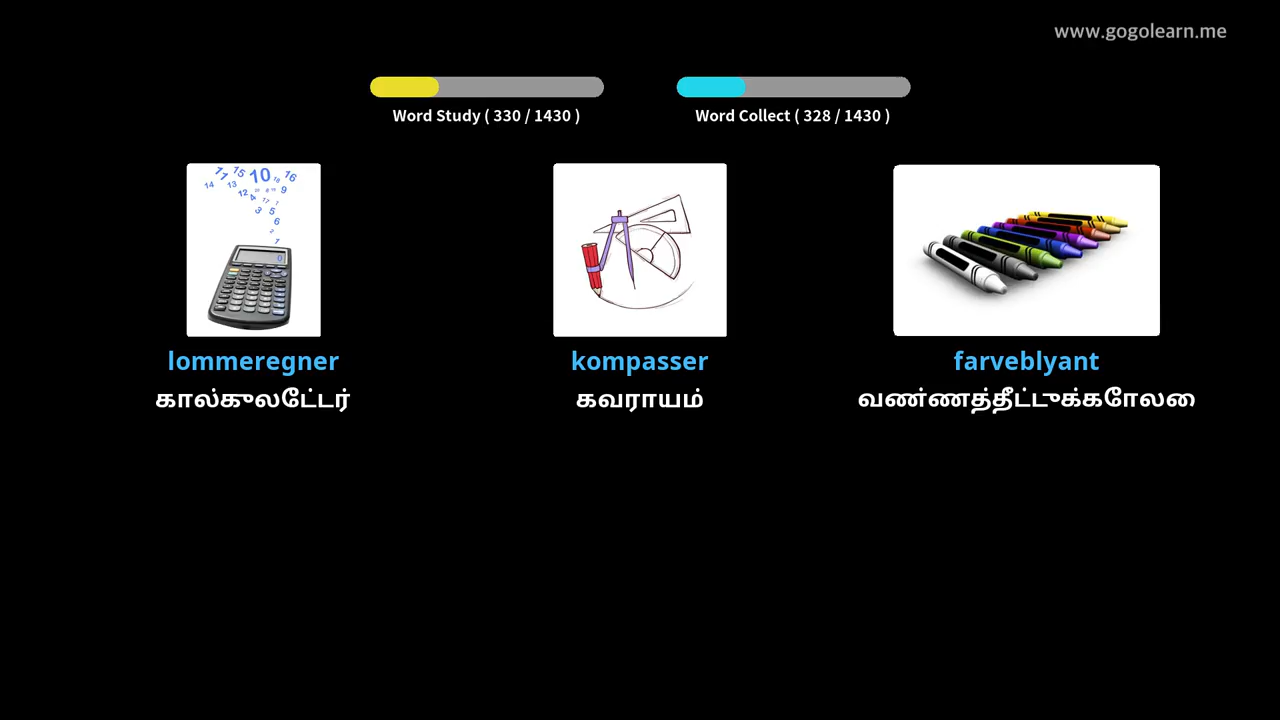 www.gogolearn.me
Word Study ( 330 / 1430 )
Word Collect ( 328 / 1430 )
lommeregner
kompasser
farveblyant
கால்குலேட்டர்
கவராயம்
வண்ணத்தீட்டுக்கோலை